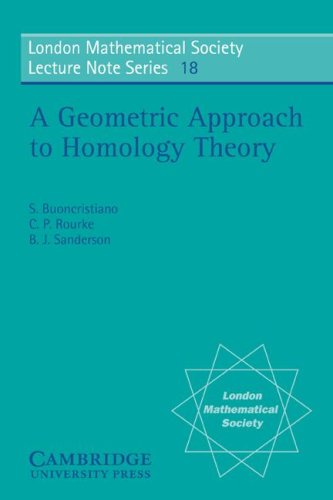 London Mathematical Society
Lecture Note Series 18
A Geometric Approach
to Homology Theory
S. Buoncristiano
C. P. Rourke
B. J. Sanderson
London
Mathematical
Society
CAMBRIDGE
UNIVERSITY PRESS